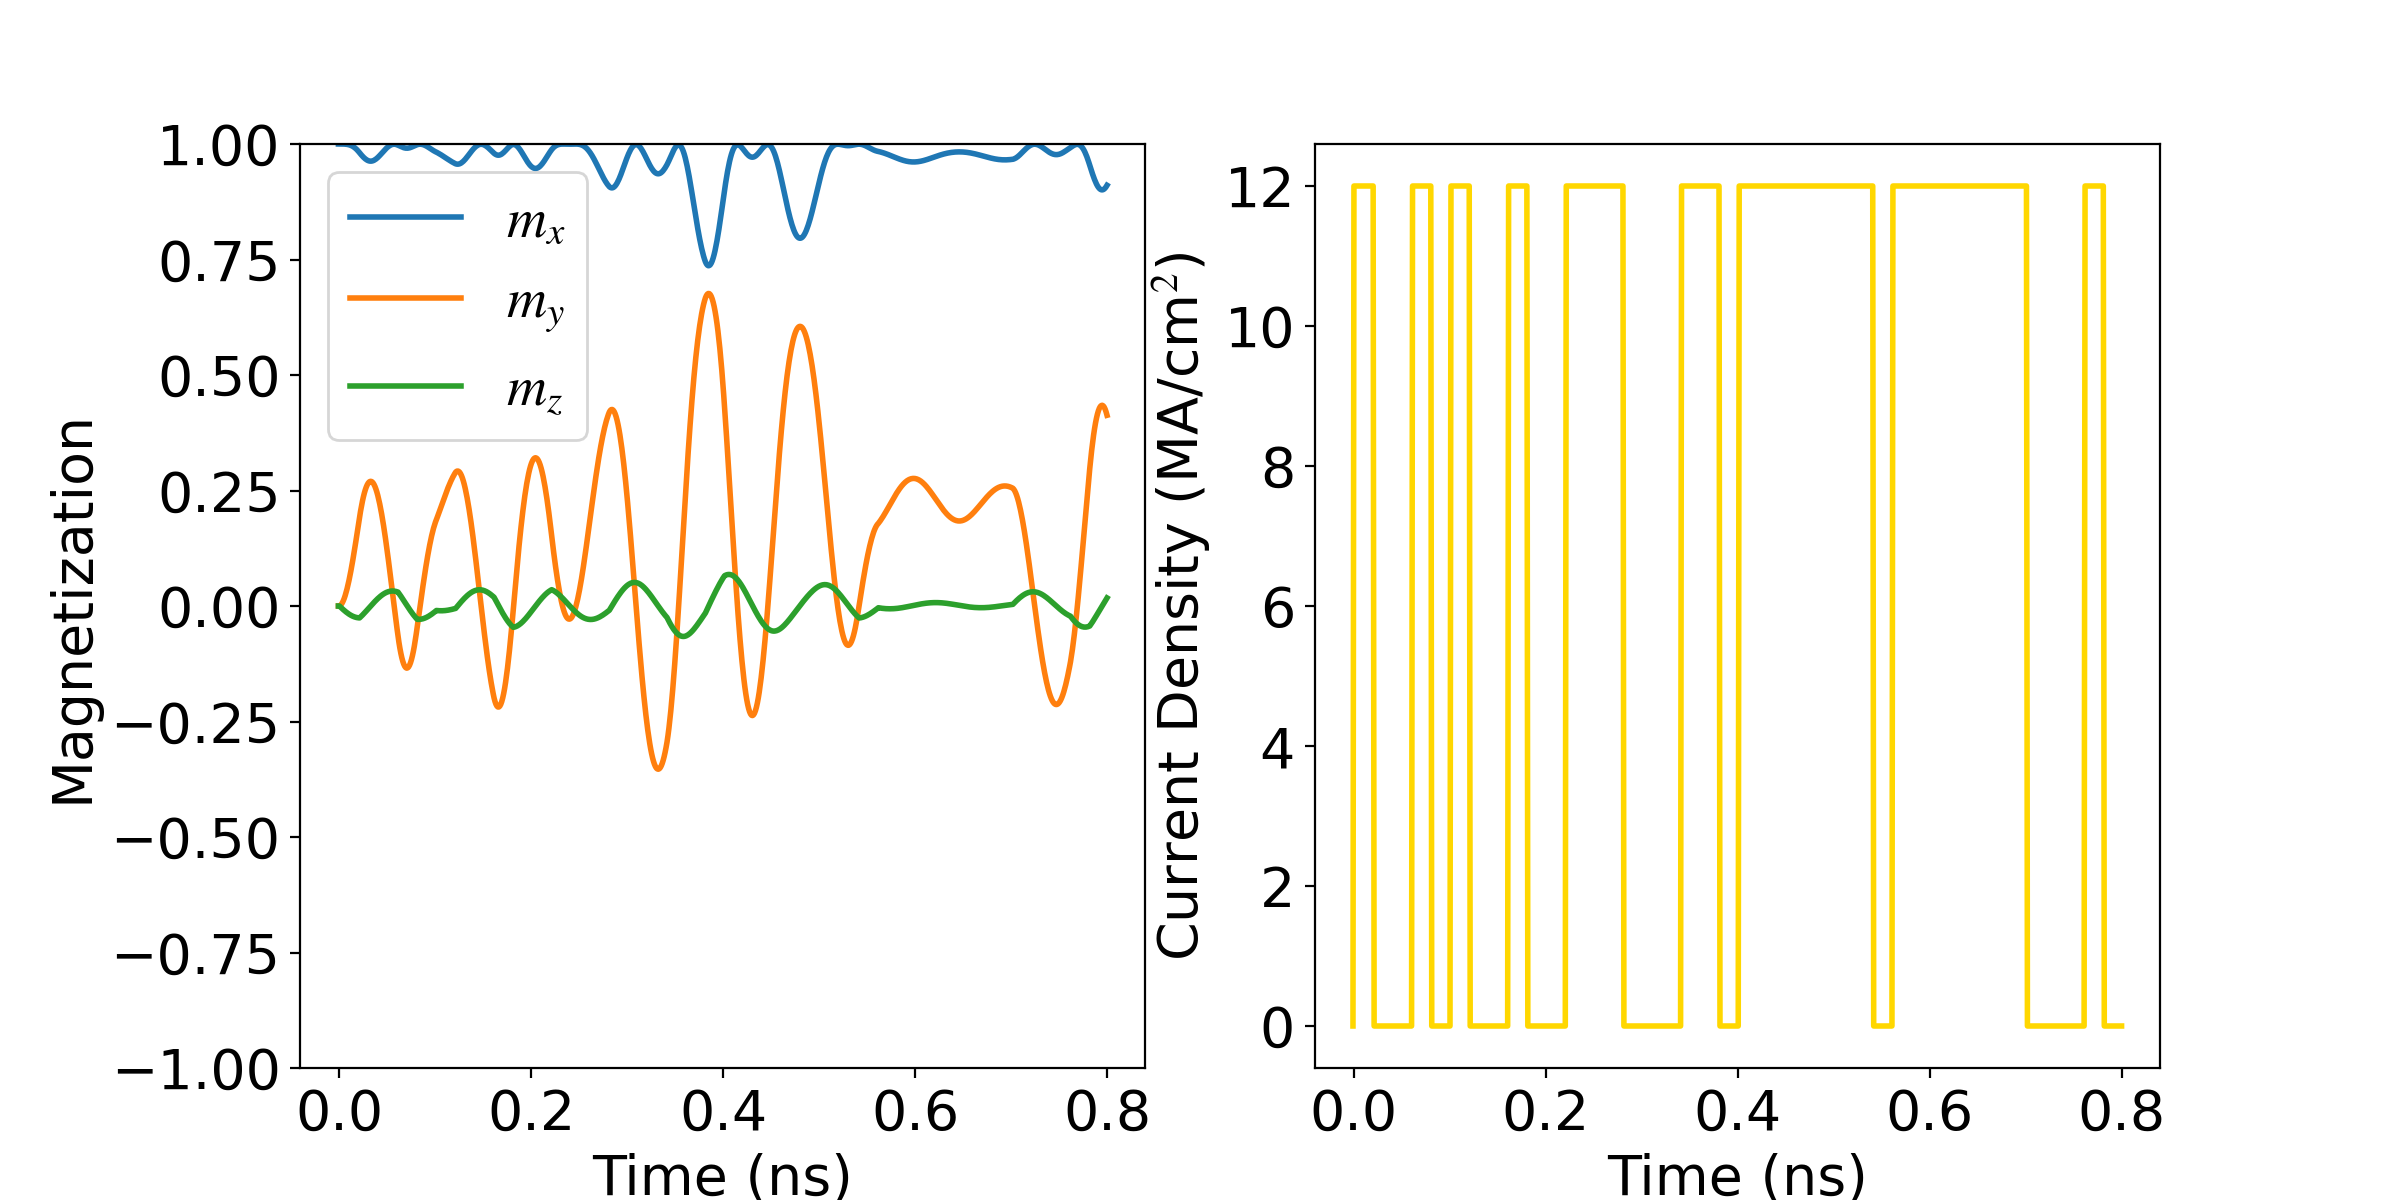 Magnetization
1.00
0.75
0.50
0.25
0.00
−0.25
−0.50
−0.75
−1.00
m_x
m_y
m_z
0.0 0.2 0.4 0.6 0.8
Time (ns)
Current Density (MA/cm²)
12
10
8
6
4
2
0
0.0 0.2 0.4 0.6 0.8
Time (ns)